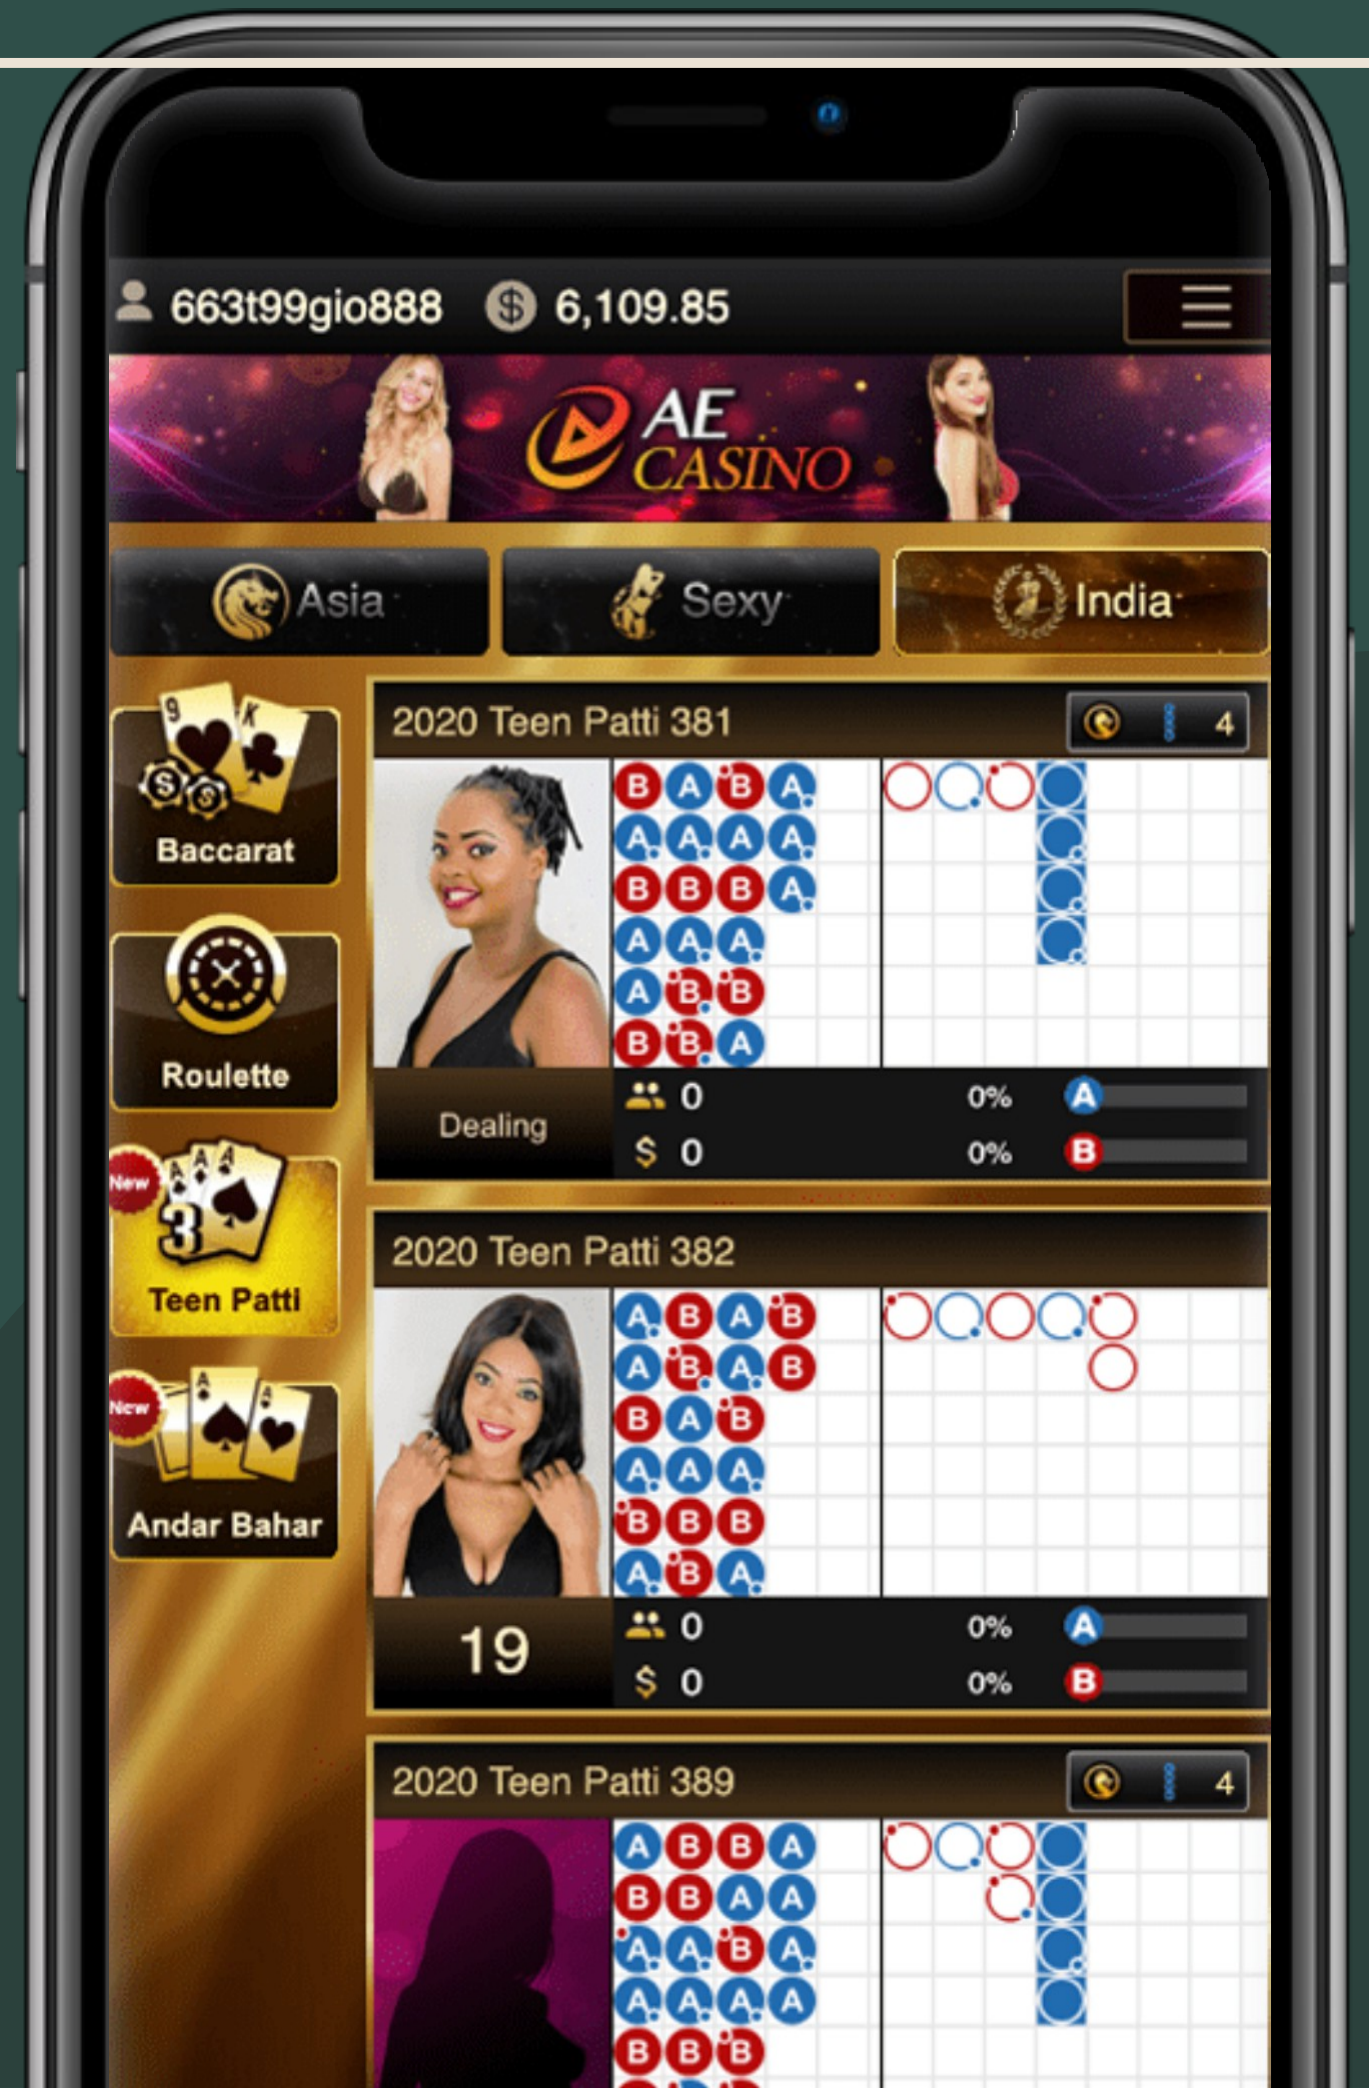 663t99gio888 $ 6,109.85
AE
CASINO
Asia Sexy India
9 K
$ $
Baccarat
Roulette
New
A A A
3
Teen Patti
New
A A
Andar Bahar
2020 Teen Patti 381 4
B A B A
A A A A
B B B A
A A A
A B B
B B A
Dealing
0 0% A
$ 0 0% B
2020 Teen Patti 382
A B A B
A B A B
B A B
A A A
B B B
A B A
19
0 0% A
$ 0 0% B
2020 Teen Patti 389 4
A B B A
B B A A
A A B A
A A A A
B B B